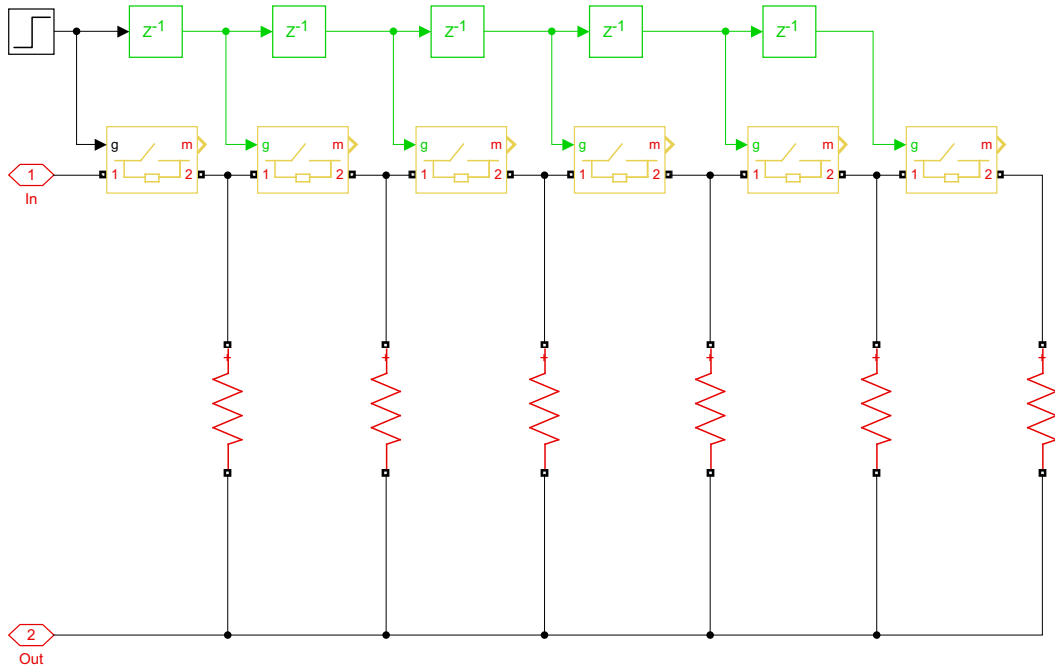 z-1 z-1 z-1 z-1 z-1
g m g m g m g m g m g m
1 1 2 1 2 1 2 1 2 1 2 1 2
In
+ + + + + +
2
Out